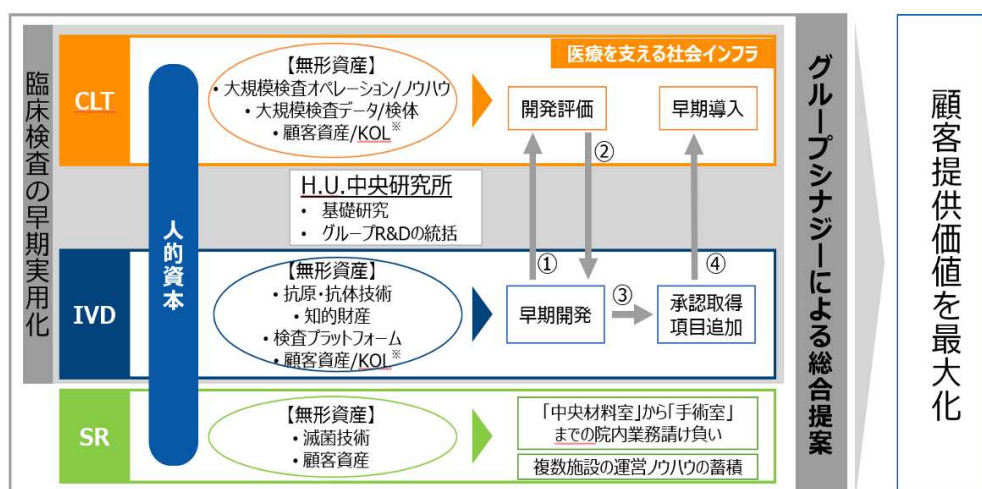 臨床検査の早期実用化
CLT
人的資本
【無形資産】
• 大規模検査オペレーション/ノウハウ
• 大規模検査データ/検体
• 顧客資産/KOL※
医療を支える社会インフラ
開発評価
早期導入
②
H.U.中央研究所
• 基礎研究
• グループR&Dの統括
①
④
IVD
【無形資産】
• 抗原・抗体技術
• 知的財産
• 検査プラットフォーム
• 顧客資産/KOL※
早期開発
③
承認取得
項目追加
SR
【無形資産】
• 滅菌技術
• 顧客資産
「中央材料室」から「手術室」
までの院内業務請け負い
複数施設の運営ノウハウの蓄積
グループシナジーによる総合提案
顧客提供価値を最大化